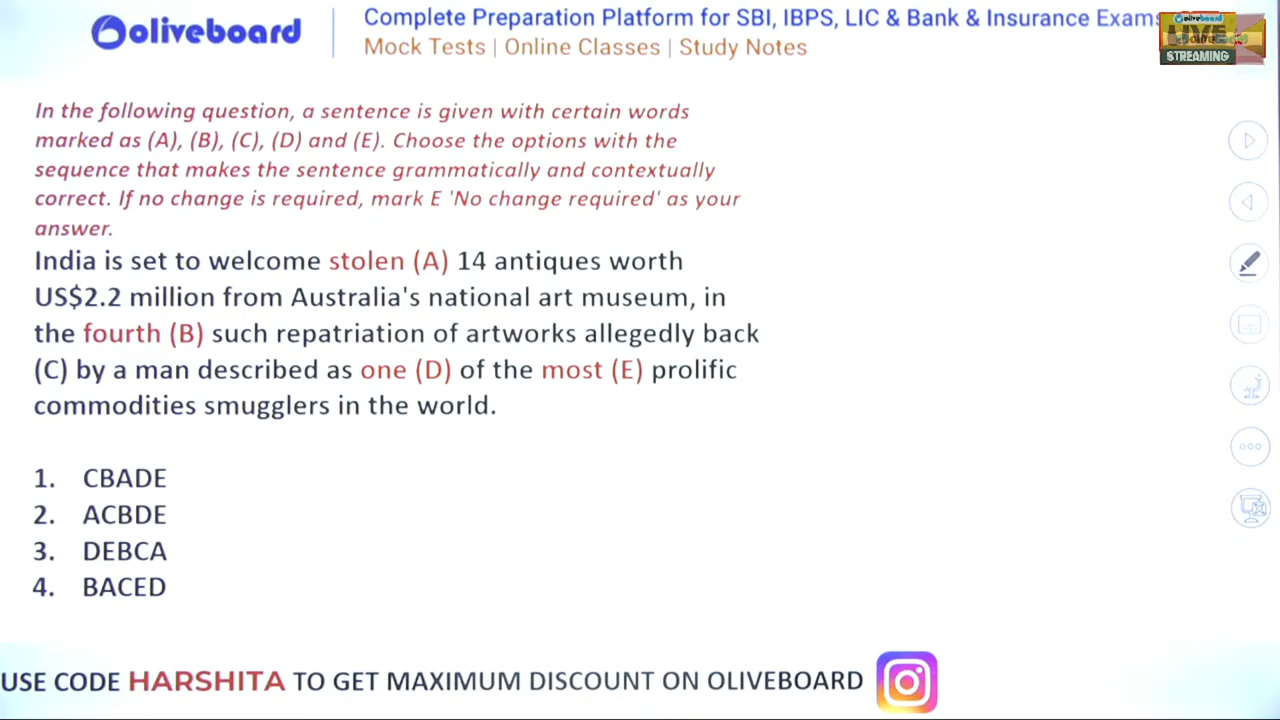 oliveboard
Complete Preparation Platform for SBI, IBPS, LIC & Bank & Insurance Exams
Mock Tests | Online Classes | Study Notes
oliveboard
LIVE
STREAMING
In the following question, a sentence is given with certain words
marked as (A), (B), (C), (D) and (E). Choose the options with the
sequence that makes the sentence grammatically and contextually
correct. If no change is required, mark E 'No change required' as your
answer.
India is set to welcome stolen (A) 14 antiques worth
US$2.2 million from Australia's national art museum, in
the fourth (B) such repatriation of artworks allegedly back
(C) by a man described as one (D) of the most (E) prolific
commodities smugglers in the world.
1. CBADE
2. ACBDE
3. DEBCA
4. BACED
USE CODE HARSHITA TO GET MAXIMUM DISCOUNT ON OLIVEBOARD